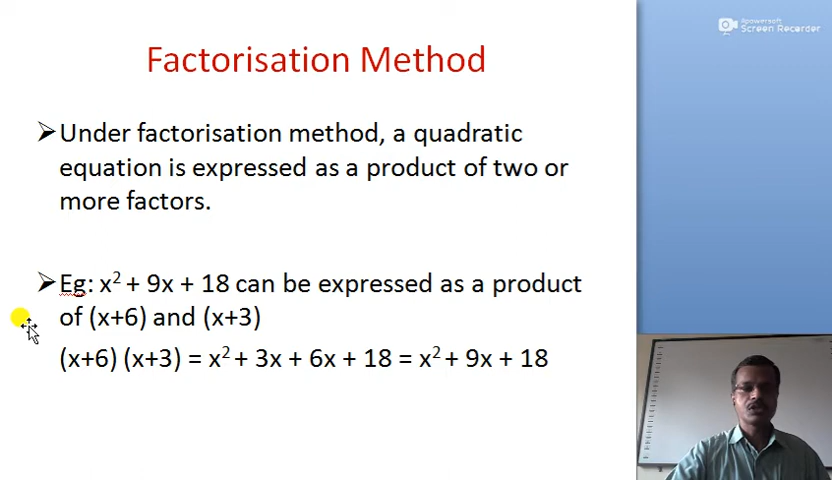 Apowersoft
Screen Recorder
Factorisation Method
➢Under factorisation method, a quadratic
equation is expressed as a product of two or
more factors.
➢Eg: x² + 9x + 18 can be expressed as a product
of (x+6) and (x+3)
(x+6) (x+3) = x² + 3x + 6x + 18 = x² + 9x + 18